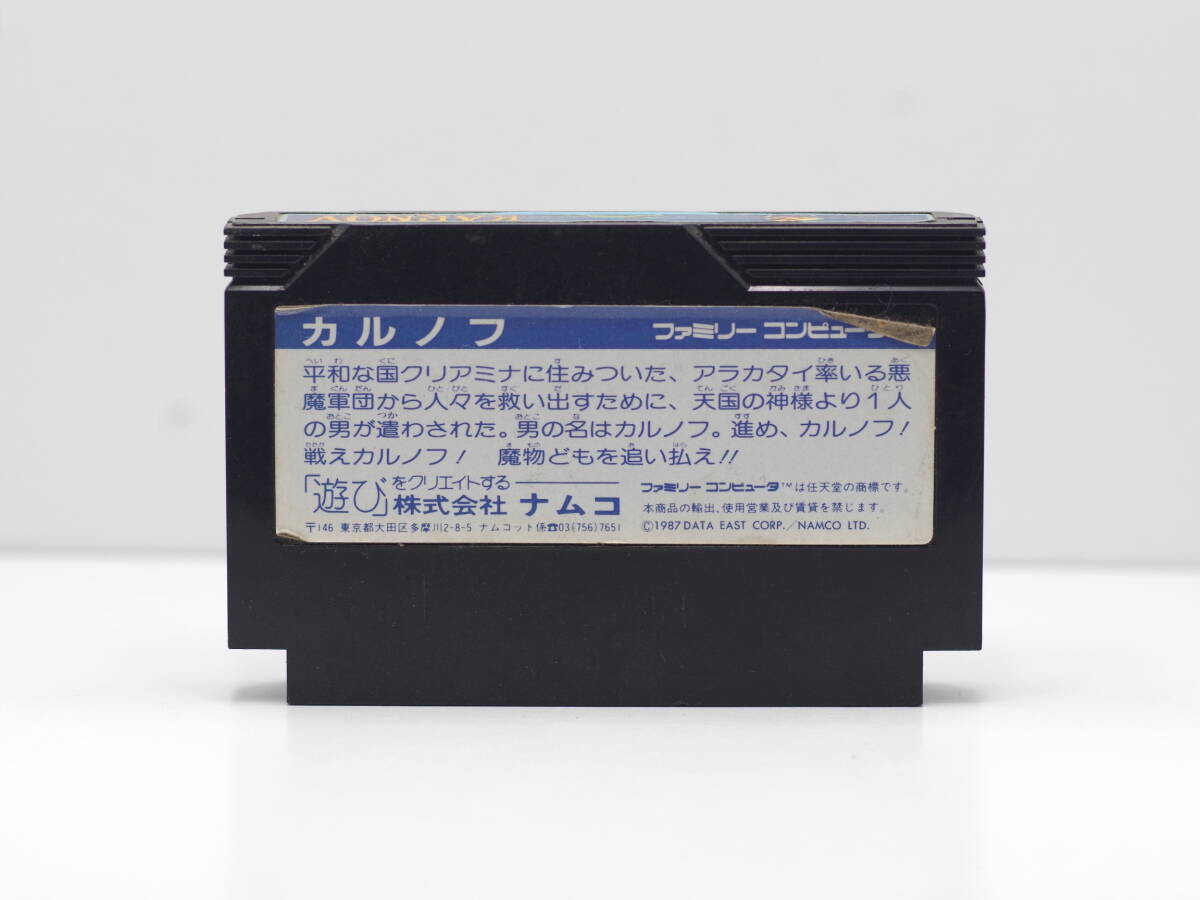 KARNOV
カルノフ
ファミリー コンピュー
平和な国クリアミナに住みついた、アラカタイ率いる悪
魔軍団から人々を救い出すために、天国の神様より1人
の男が遣わされた。男の名はカルノフ。進め、カルノフ!
戦えカルノフ! 魔物どもを追い払え!!
「遊び」をクリエイトする
株式会社 ナムコ
〒146 東京都大田区多摩川2-8-5 ナムコット係☎03(756)7651
ファミリー コンピュータ™は任天堂の商標です。
本商品の輸出、使用営業及び賃貸を禁じます。
©1987 DATA EAST CORP./NAMCO LTD.